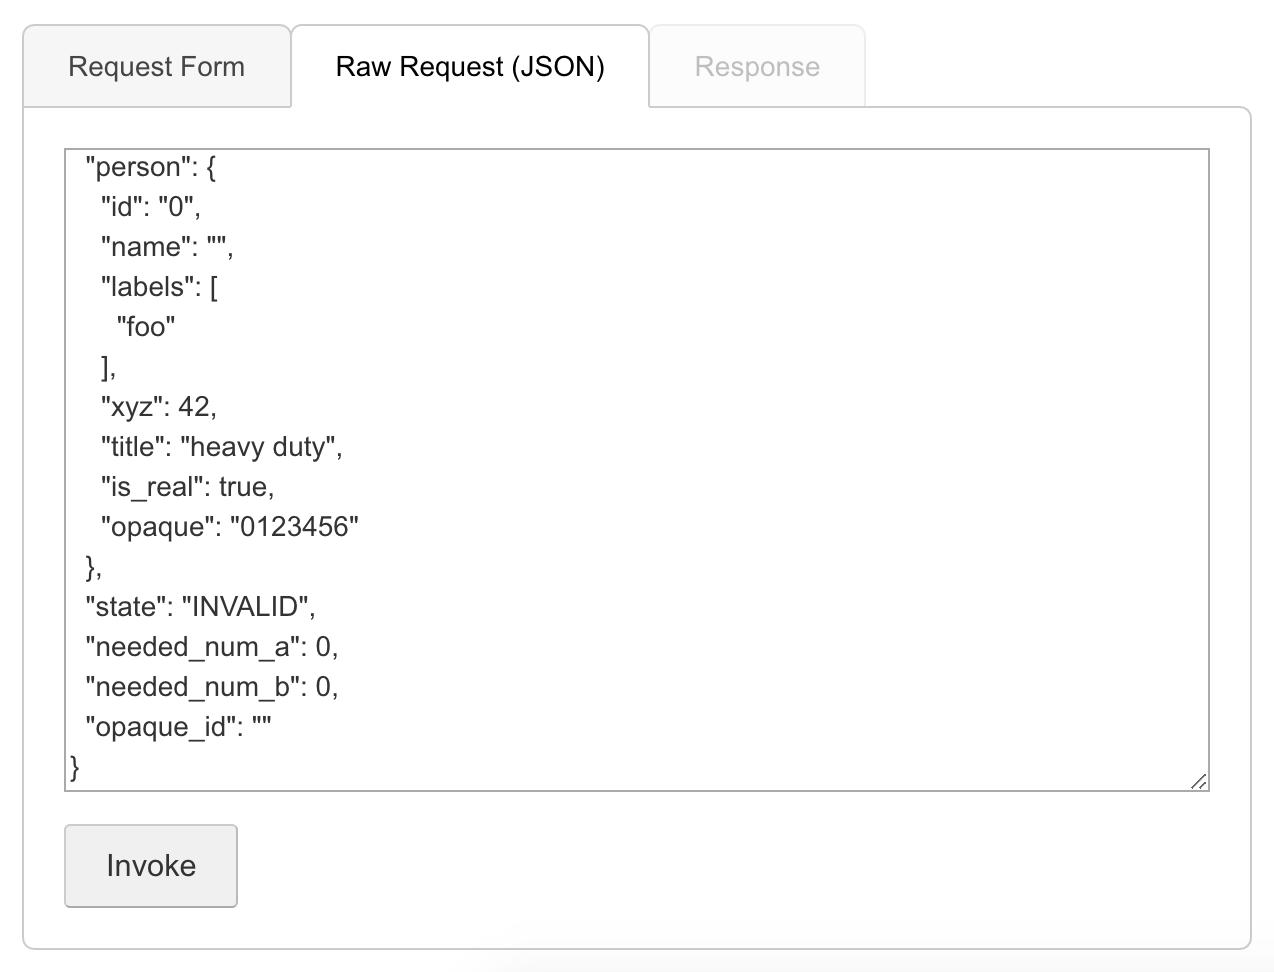 Request Form
Raw Request (JSON)
Response
"person": {
"id": "0",
"name": "",
"labels": [
"foo"
],
"xyz": 42,
"title": "heavy duty",
"is_real": true,
"opaque": "0123456"
},
"state": "INVALID",
"needed_num_a": 0,
"needed_num_b": 0,
"opaque_id": ""
}
Invoke